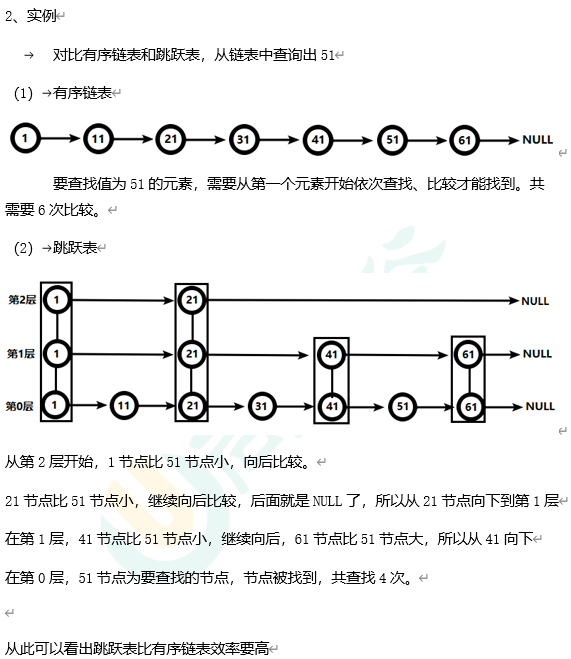 2、实例
→ 对比有序链表和跳跃表，从链表中查询出 51
（1）→有序链表
1 11 21 31 41 51 61 NULL
要查找值为 51 的元素，需要从第一个元素开始依次查找、比较才能找到。共
需要 6 次比较。
（2）→跳跃表
第2层 1 21 NULL
第1层 1 21 41 61 NULL
第0层 1 11 21 31 41 51 61 NULL
从第 2 层开始，1 节点比 51 节点小，向后比较。
21 节点比 51 节点小，继续向后比较，后面就是 NULL 了，所以从 21 节点向下到第 1 层
在第 1 层，41 节点比 51 节点小，继续向后，61 节点比 51 节点大，所以从 41 向下
在第 0 层，51 节点为要查找的节点，节点被找到，共查找 4 次。
从此可以看出跳跃表比有序链表效率要高